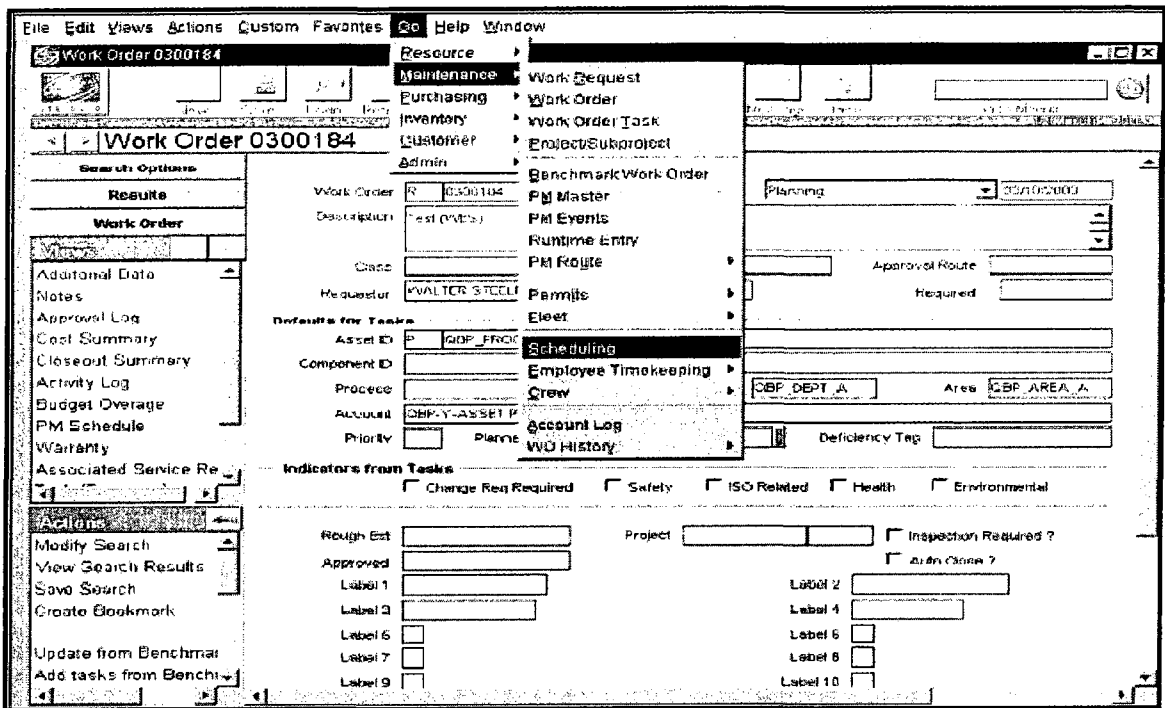 File Edit Views Actions Custom Favorites Go Help Window
Work Order 0300184
Resource
Maintenance
Purchasing
Inventory
Customer
Admin
Work Request
Work Order
Work Order Task
Project/Subproject
Benchmark Work Order
PM Master
PM Events
Runtime Entry
PM Route
Permits
Fleet
Scheduling
Employee Timekeeping
Crew
Account Log
WO History
Work Order 0300184
Search Options
Results
Work Order
Views
Additonal Data
Notes
Approval Log
Cost Summary
Closeout Summary
Activity Log
Budget Overage
PM Schedule
Warranty
Associated Service Re
Actions
Modify Search
View Search Results
Save Search
Create Bookmark
Update from Benchmar
Add tasks from Bench
Work Order R 0300184 Planning
Description
Class Approval Route
Requestor Required
Defaults for Tasks
Asset ID P
Component ID
Process QBP_DEPT_A Area QBP_AREA_A
Account QBP-Y-ASSET
Priority Planne Deficiency Tag
Indicators from Tasks
Change Req Required Safety ISO Related Health Environmental
Rough Est Project Inspection Required ?
Approved Auto Close ?
Label 1 Label 2
Label 3 Label 4
Label 5 Label 6
Label 7 Label 8
Label 9 Label 10